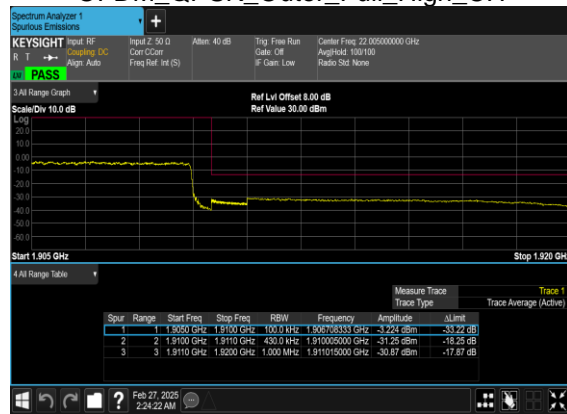 Spectrum Analyzer 1
Spurious Emissions
KEYSIGHT Input: RF
R T
Coupling: DC
Align: Auto
Input Z: 50 Ω
Corr CCorr
Freq Ref: Int (S)
Atten: 40 dB
Trig: Free Run
Gate: Off
IF Gain: Low
Center Freq: 22.005000000 GHz
Avg|Hold: 100/100
Radio Std: None
PASS
3 All Range Graph
Ref Lvl Offset 8.00 dB
Scale/Div 10.0 dB
Ref Value 30.00 dBm
Log
20.0
10.0
0.00
-10.0
-20.0
-30.0
-40.0
-50.0
-60.0
Start 1.905 GHz
Stop 1.920 GHz
4 All Range Table
Measure Trace Trace 1
Trace Type Trace Average (Active)
Spur Range Start Freq Stop Freq RBW Frequency Amplitude ΔLimit
1 1 1.9050 GHz 1.9100 GHz 100.0 kHz 1.906708333 GHz -3.224 dBm -33.22 dB
2 2 1.9100 GHz 1.9110 GHz 430.0 kHz 1.910005000 GHz -31.25 dBm -18.25 dB
3 3 1.9110 GHz 1.9200 GHz 1.000 MHz 1.911015000 GHz -30.87 dBm -17.87 dB
Feb 27, 2025
2:24:22 AM